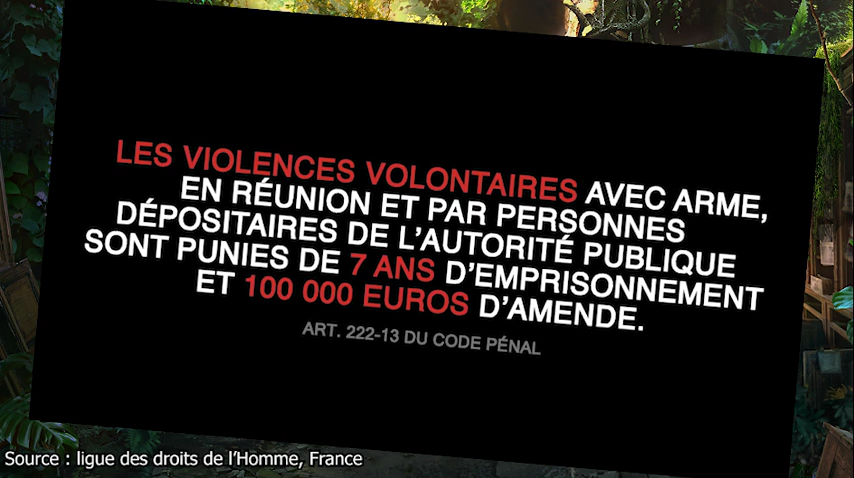 LES VIOLENCES VOLONTAIRES AVEC ARME,
EN RÉUNION ET PAR PERSONNES
DÉPOSITAIRES DE L'AUTORITÉ PUBLIQUE
SONT PUNIES DE 7 ANS D'EMPRISONNEMENT
ET 100 000 EUROS D'AMENDE.
ART. 222-13 DU CODE PÉNAL
Source : ligue des droits de l'Homme, France